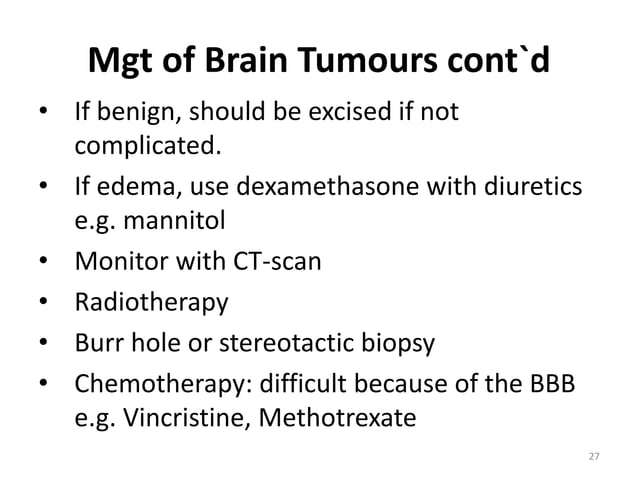 Mgt of Brain Tumours cont`d
• If benign, should be excised if not
complicated.
• If edema, use dexamethasone with diuretics
e.g. mannitol
• Monitor with CT-scan
• Radiotherapy
• Burr hole or stereotactic biopsy
• Chemotherapy: difficult because of the BBB
e.g. Vincristine, Methotrexate
27